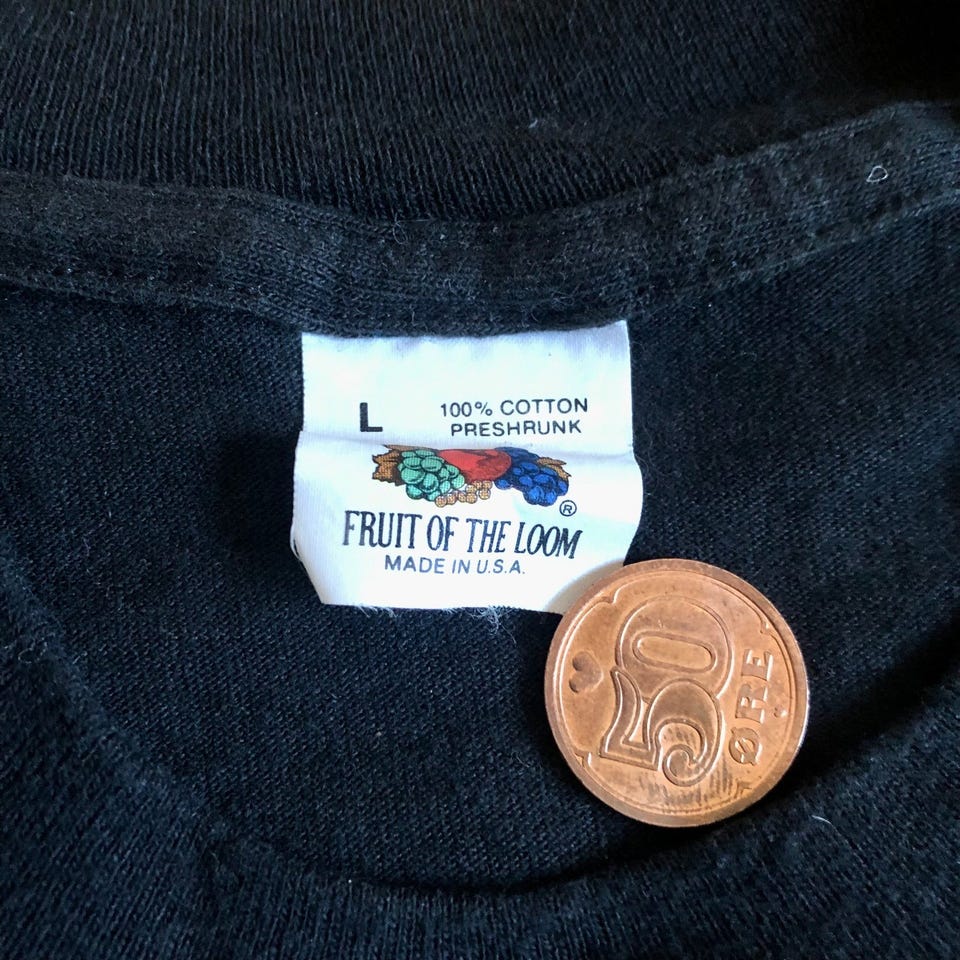 L
100% COTTON
PRESHRUNK
®
FRUIT OF THE LOOM
MADE IN U.S.A.
50
ØRE